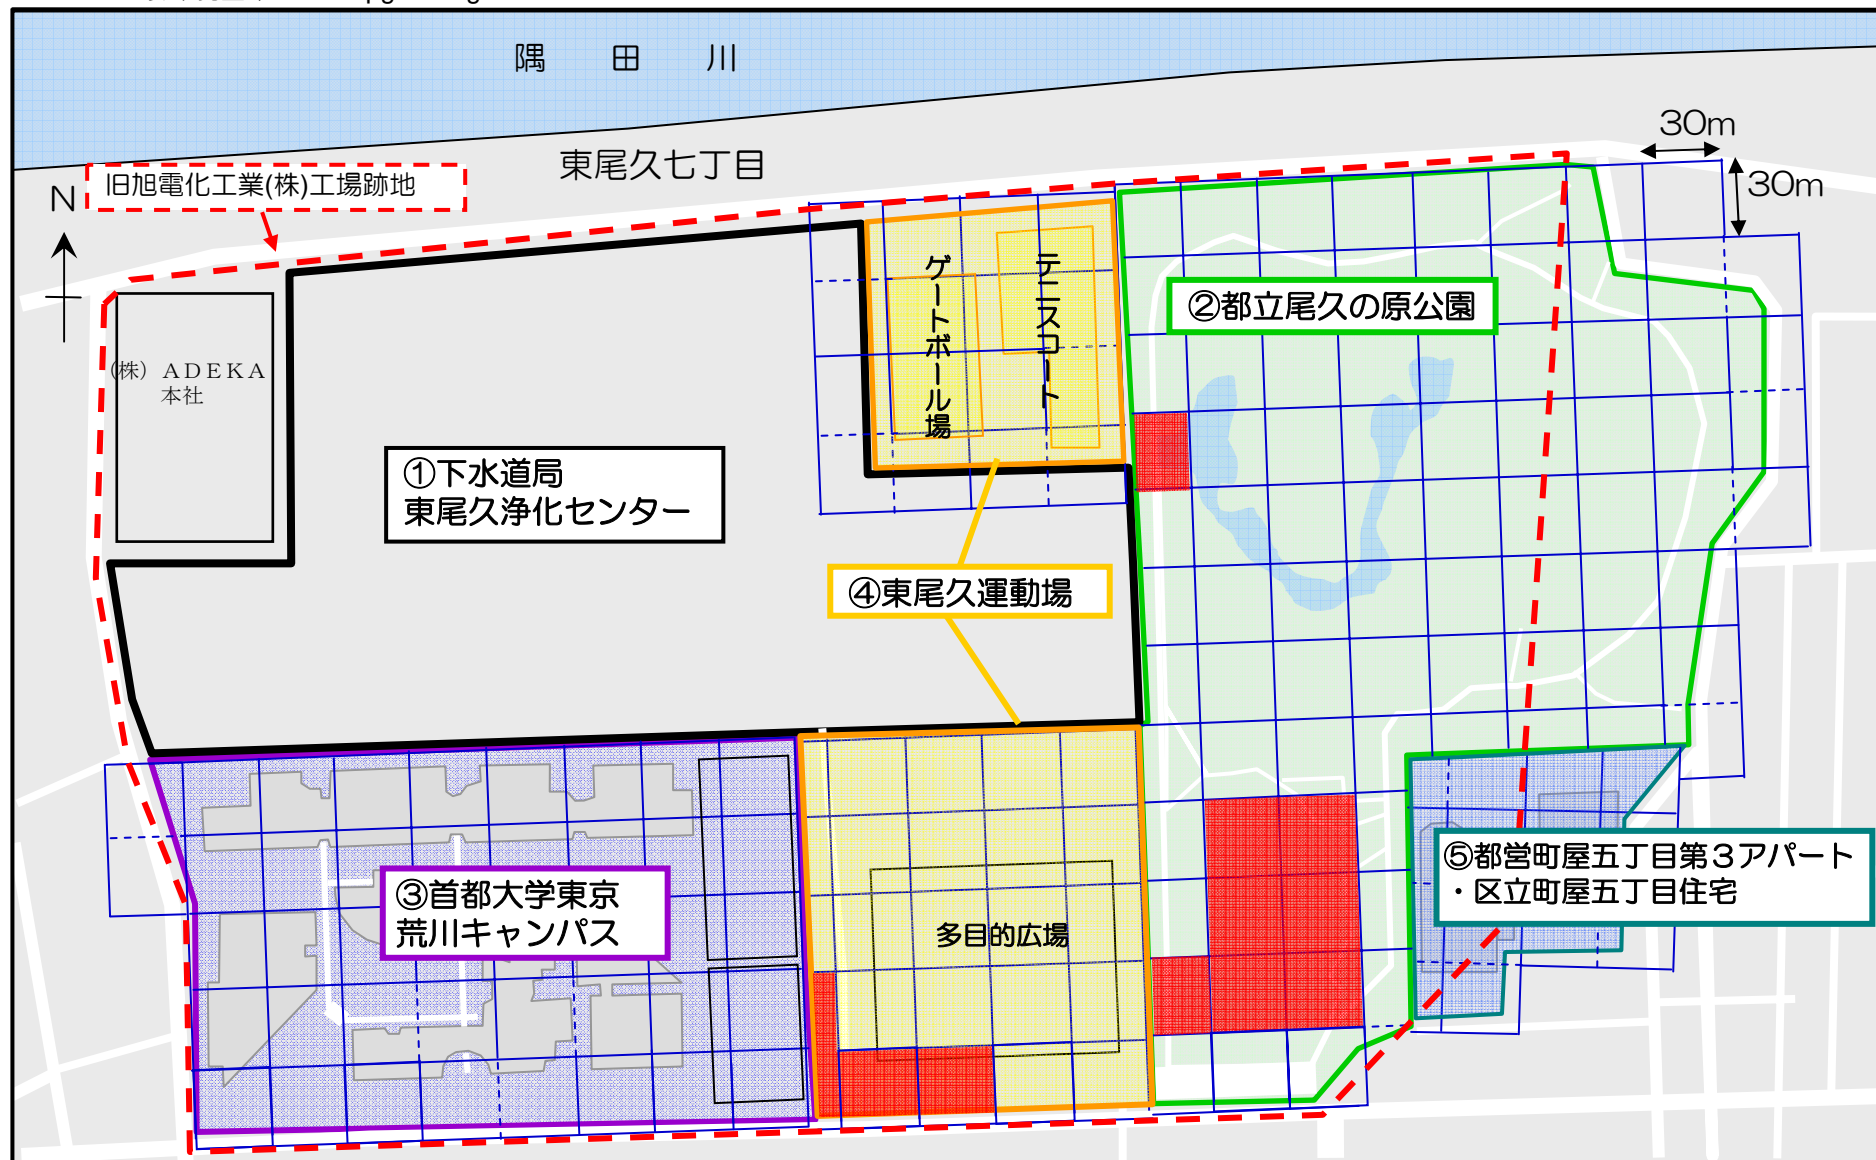 隅田川
東尾久七丁目
旧旭電化工業(株)工場跡地
N
30m
30m
(株) ADEKA
本社
ゲートボール場
テニスコート
②都立尾久の原公園
①下水道局
東尾久浄化センター
④東尾久運動場
③首都大学東京
荒川キャンパス
多目的広場
⑤都営町屋五丁目第３アパート
・区立町屋五丁目住宅